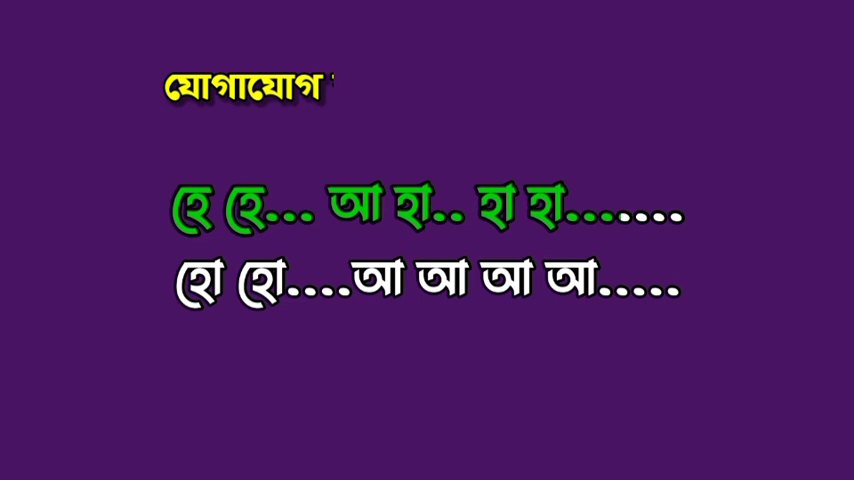 যোগাযোগ
হে হে... আ হা.. হা হা.......
হো হো....আ আ আ আ.....